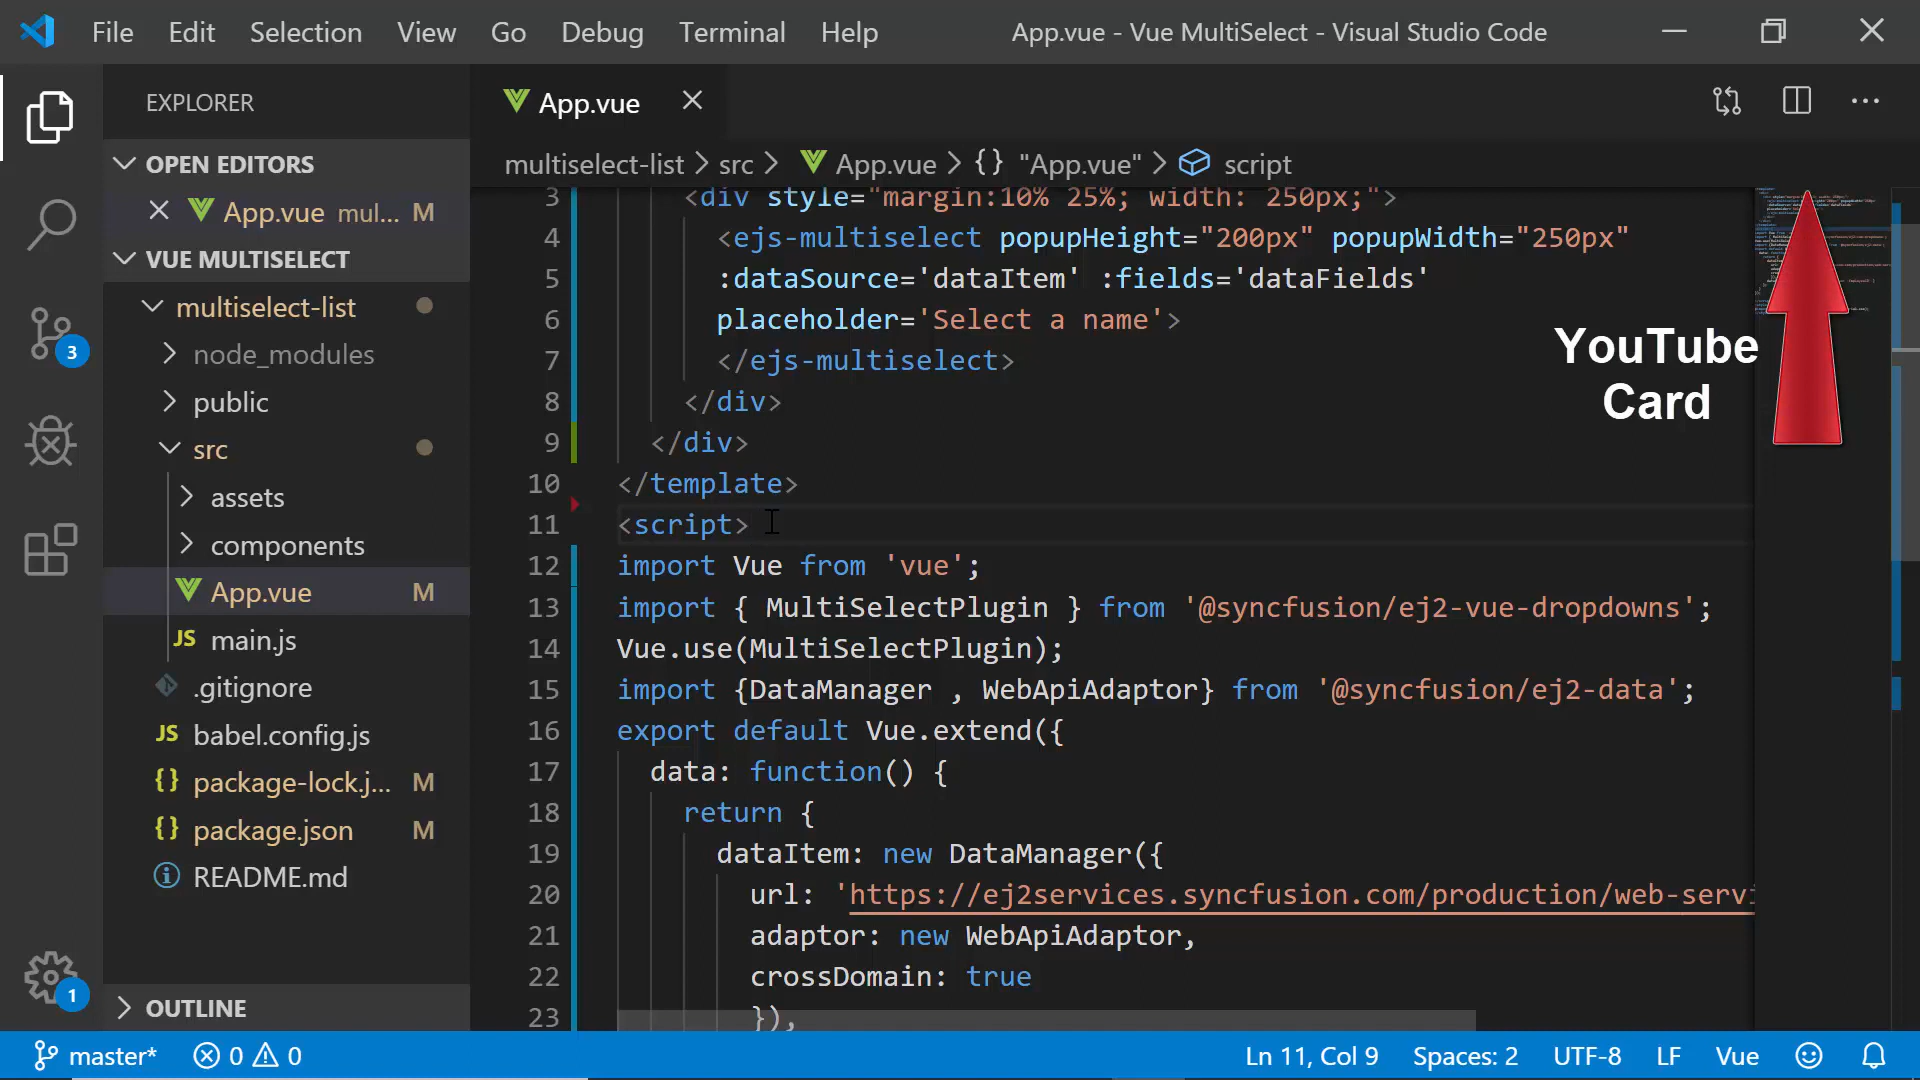 File Edit Selection View Go Debug Terminal Help App.vue - Vue MultiSelect - Visual Studio Code
EXPLORER
OPEN EDITORS
App.vue mul... M
VUE MULTISELECT
multiselect-list
node_modules
public
src
assets
components
App.vue M
JS main.js
.gitignore
JS babel.config.js
{} package-lock.j... M
{} package.json M
README.md
OUTLINE
3
1
App.vue
multiselect-list > src > App.vue > {} "App.vue" > script
3 <div style="margin:10% 25%; width: 250px;">
4 <ejs-multiselect popupHeight="200px" popupWidth="250px"
5 :dataSource='dataItem' :fields='dataFields'
6 placeholder='Select a name'>
7 </ejs-multiselect>
8 </div>
9 </div>
10 </template>
11 <script>
12 import Vue from 'vue';
13 import { MultiSelectPlugin } from '@syncfusion/ej2-vue-dropdowns';
14 Vue.use(MultiSelectPlugin);
15 import {DataManager , WebApiAdaptor} from '@syncfusion/ej2-data';
16 export default Vue.extend({
17 data: function() {
18 return {
19 dataItem: new DataManager({
20 url: 'https://ej2services.syncfusion.com/production/web-servi
21 adaptor: new WebApiAdaptor,
22 crossDomain: true
23 }),
YouTube
Card
master* 0 0 Ln 11, Col 9 Spaces: 2 UTF-8 LF Vue